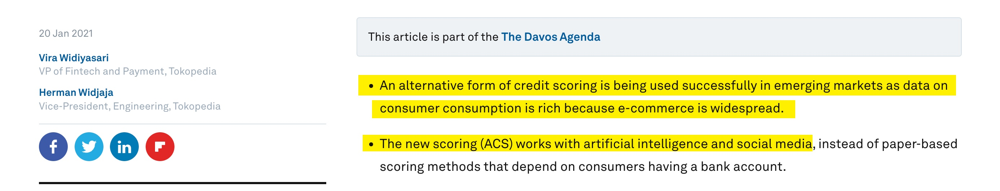 20 Jan 2021
Vira Widiyasari
VP of Fintech and Payment, Tokopedia
Herman Widjaja
Vice-President, Engineering, Tokopedia
This article is part of the The Davos Agenda
• An alternative form of credit scoring is being used successfully in emerging markets as data on
consumer consumption is rich because e-commerce is widespread.
• The new scoring (ACS) works with artificial intelligence and social media, instead of paper-based
scoring methods that depend on consumers having a bank account.